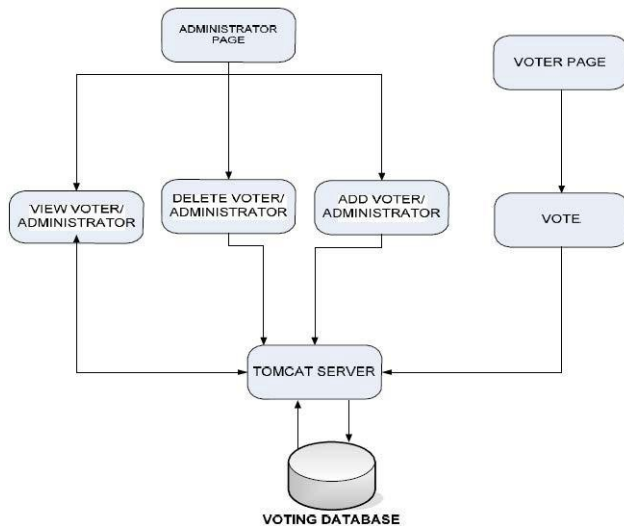 ADMINISTRATOR
PAGE
VOTER PAGE
VIEW VOTER/
ADMINISTRATOR
DELETE VOTER/
ADMINISTRATOR
ADD VOTER/
ADMINISTRATOR
VOTE
TOMCAT SERVER
VOTING DATABASE